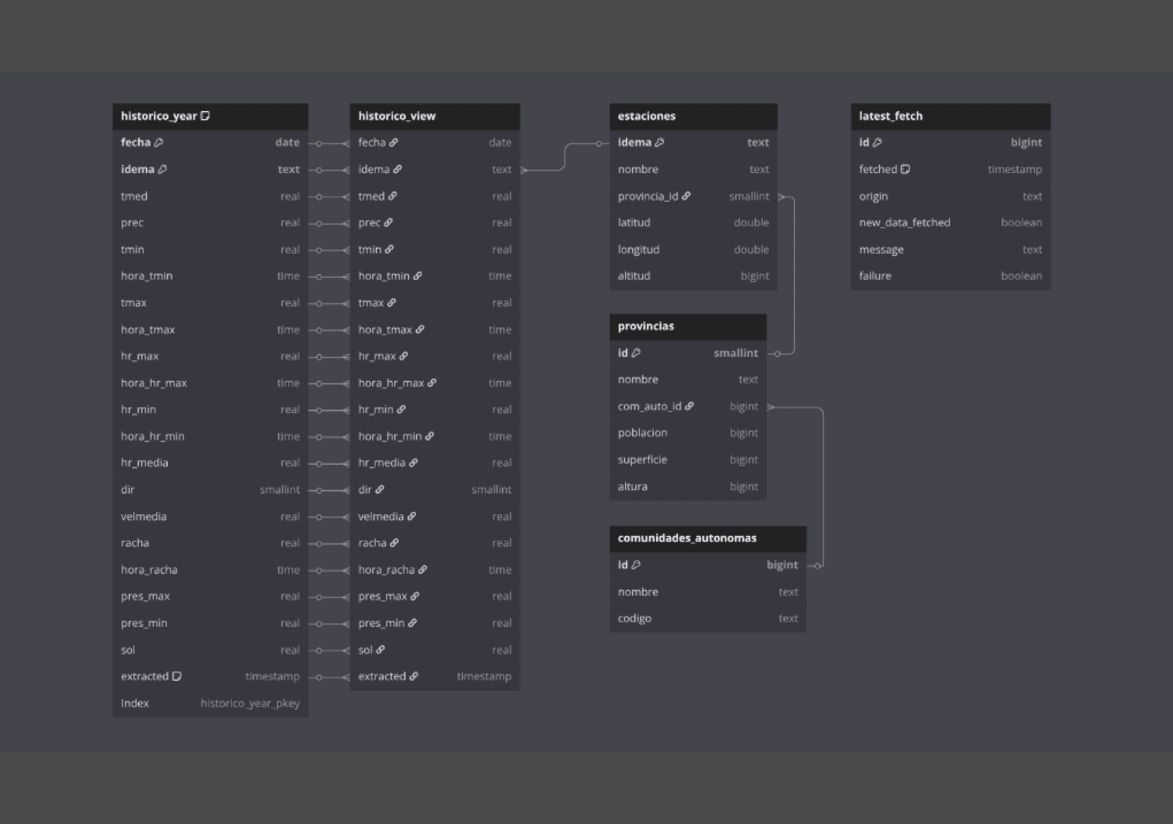 historico_year
fecha date
idema text
tmed real
prec real
tmin real
hora_tmin time
tmax real
hora_tmax time
hr_max real
hora_hr_max time
hr_min real
hora_hr_min time
hr_media real
dir smallint
velmedia real
racha real
hora_racha time
pres_max real
pres_min real
sol real
extracted timestamp
Index historico_year_pkey
historico_view
fecha date
idema text
tmed real
prec real
tmin real
hora_tmin time
tmax real
hora_tmax time
hr_max real
hora_hr_max time
hr_min real
hora_hr_min time
hr_media real
dir smallint
velmedia real
racha real
hora_racha time
pres_max real
pres_min real
sol real
extracted timestamp
estaciones
idema text
nombre text
provincia_id smallint
latitud double
longitud double
altitud bigint
provincias
id smallint
nombre text
com_auto_id bigint
poblacion bigint
superficie bigint
altura bigint
comunidades_autonomas
id bigint
nombre text
codigo text
latest_fetch
id bigint
fetched timestamp
origin text
new_data_fetched boolean
message text
failure boolean